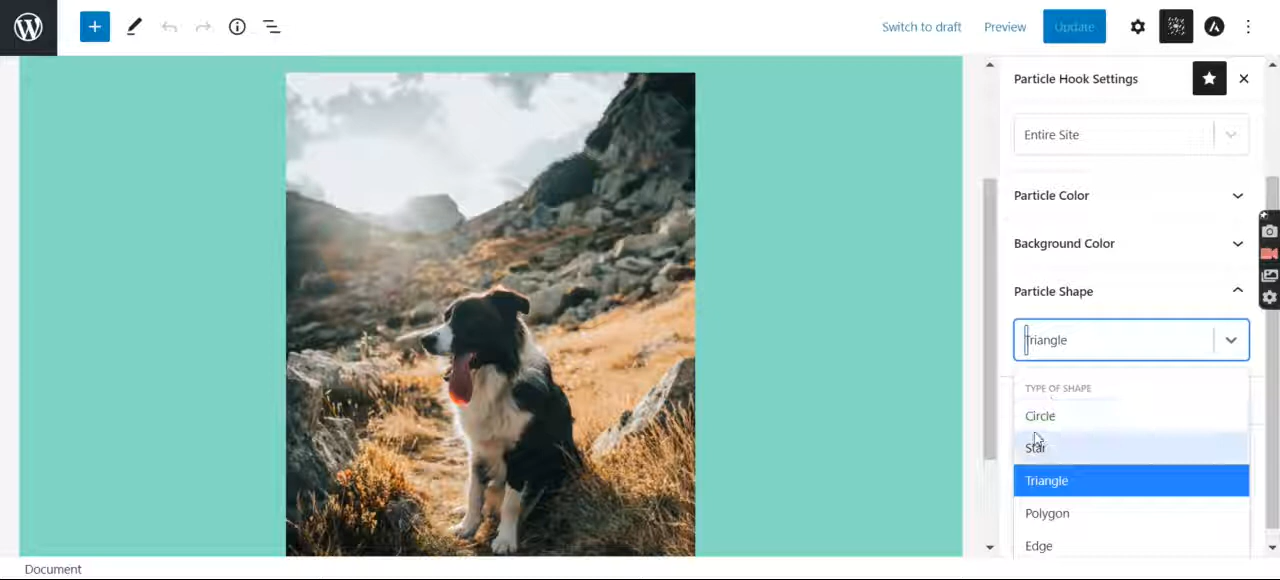 Switch to draft Preview Update
Particle Hook Settings
Entire Site
Particle Color
Background Color
Particle Shape
Triangle
TYPE OF SHAPE
Circle
Star
Triangle
Polygon
Edge
Document